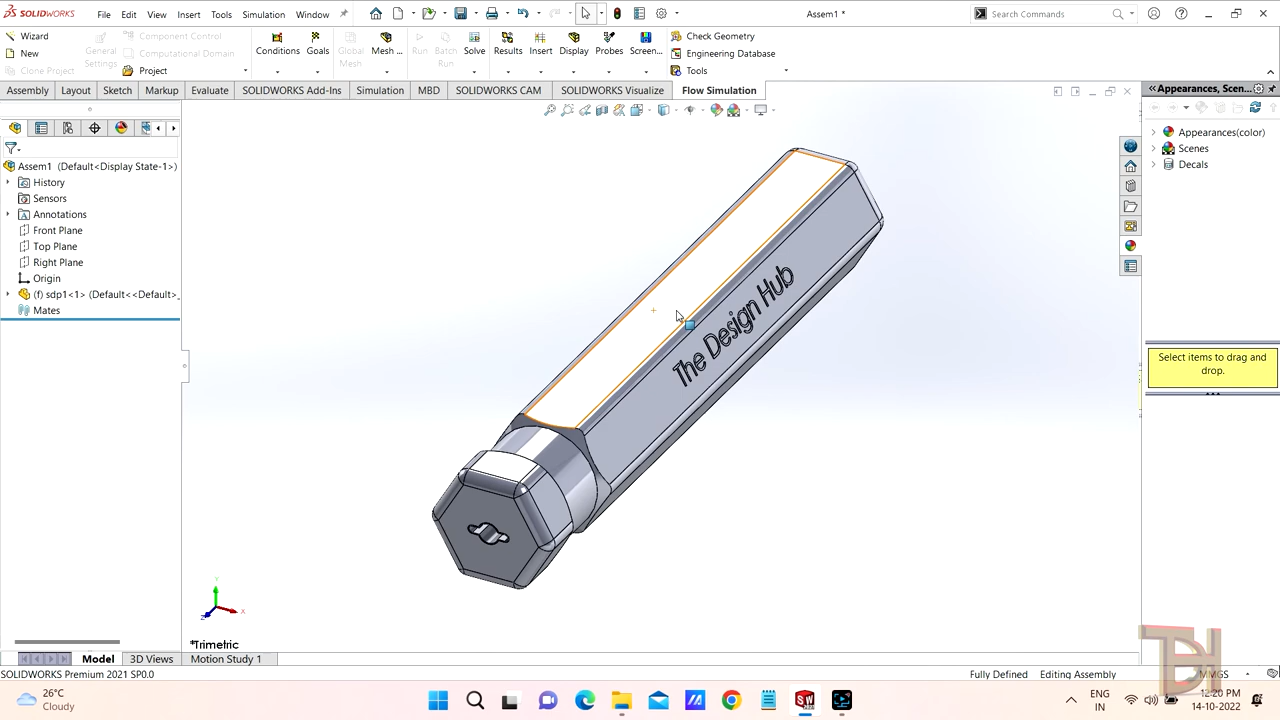 SOLIDWORKS
File Edit View Insert Tools Simulation Window
Assem1 *
Search Commands
Wizard
New
Clone Project
General Settings
Component Control
Computational Domain
Project
Conditions
Goals
Global Mesh
Mesh ...
Run
Batch Run
Solve
Results
Insert
Display
Probes
Screen...
Check Geometry
Engineering Database
Tools
Assembly Layout Sketch Markup Evaluate SOLIDWORKS Add-Ins Simulation MBD SOLIDWORKS CAM SOLIDWORKS Visualize Flow Simulation
Appearances, Scen...
Assem1 (Default<Display State-1>)
History
Sensors
Annotations
Front Plane
Top Plane
Right Plane
Origin
(f) sdp1<1> (Default<<Default>_
Mates
Appearances(color)
Scenes
Decals
Select items to drag and drop.
The Design Hub
Y
X
Z
*Trimetric
Model 3D Views Motion Study 1
SOLIDWORKS Premium 2021 SP0.0
Fully Defined Editing Assembly MMGS
26°C
Cloudy
ENG
IN
12:20 PM
14-10-2022